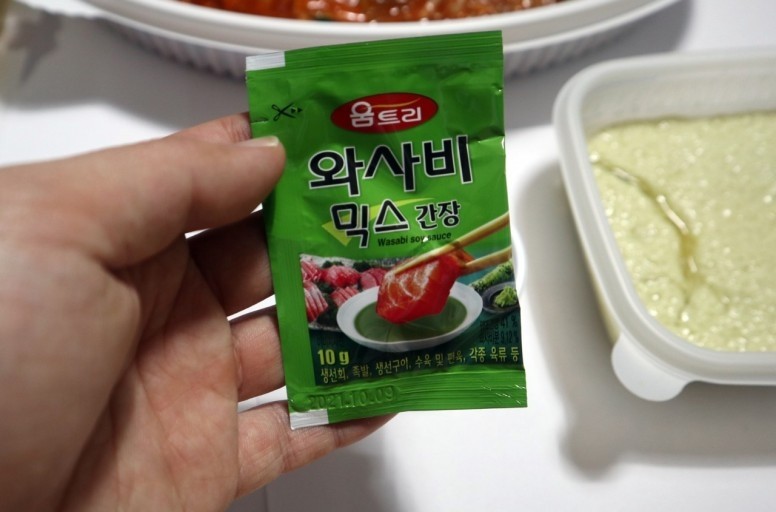 움트리
와사비
믹스 간장
Wasabi soy sauce
10 g
생선회, 족발, 생선구이, 수육 및 편육, 각종 육류 등
2021.10.09